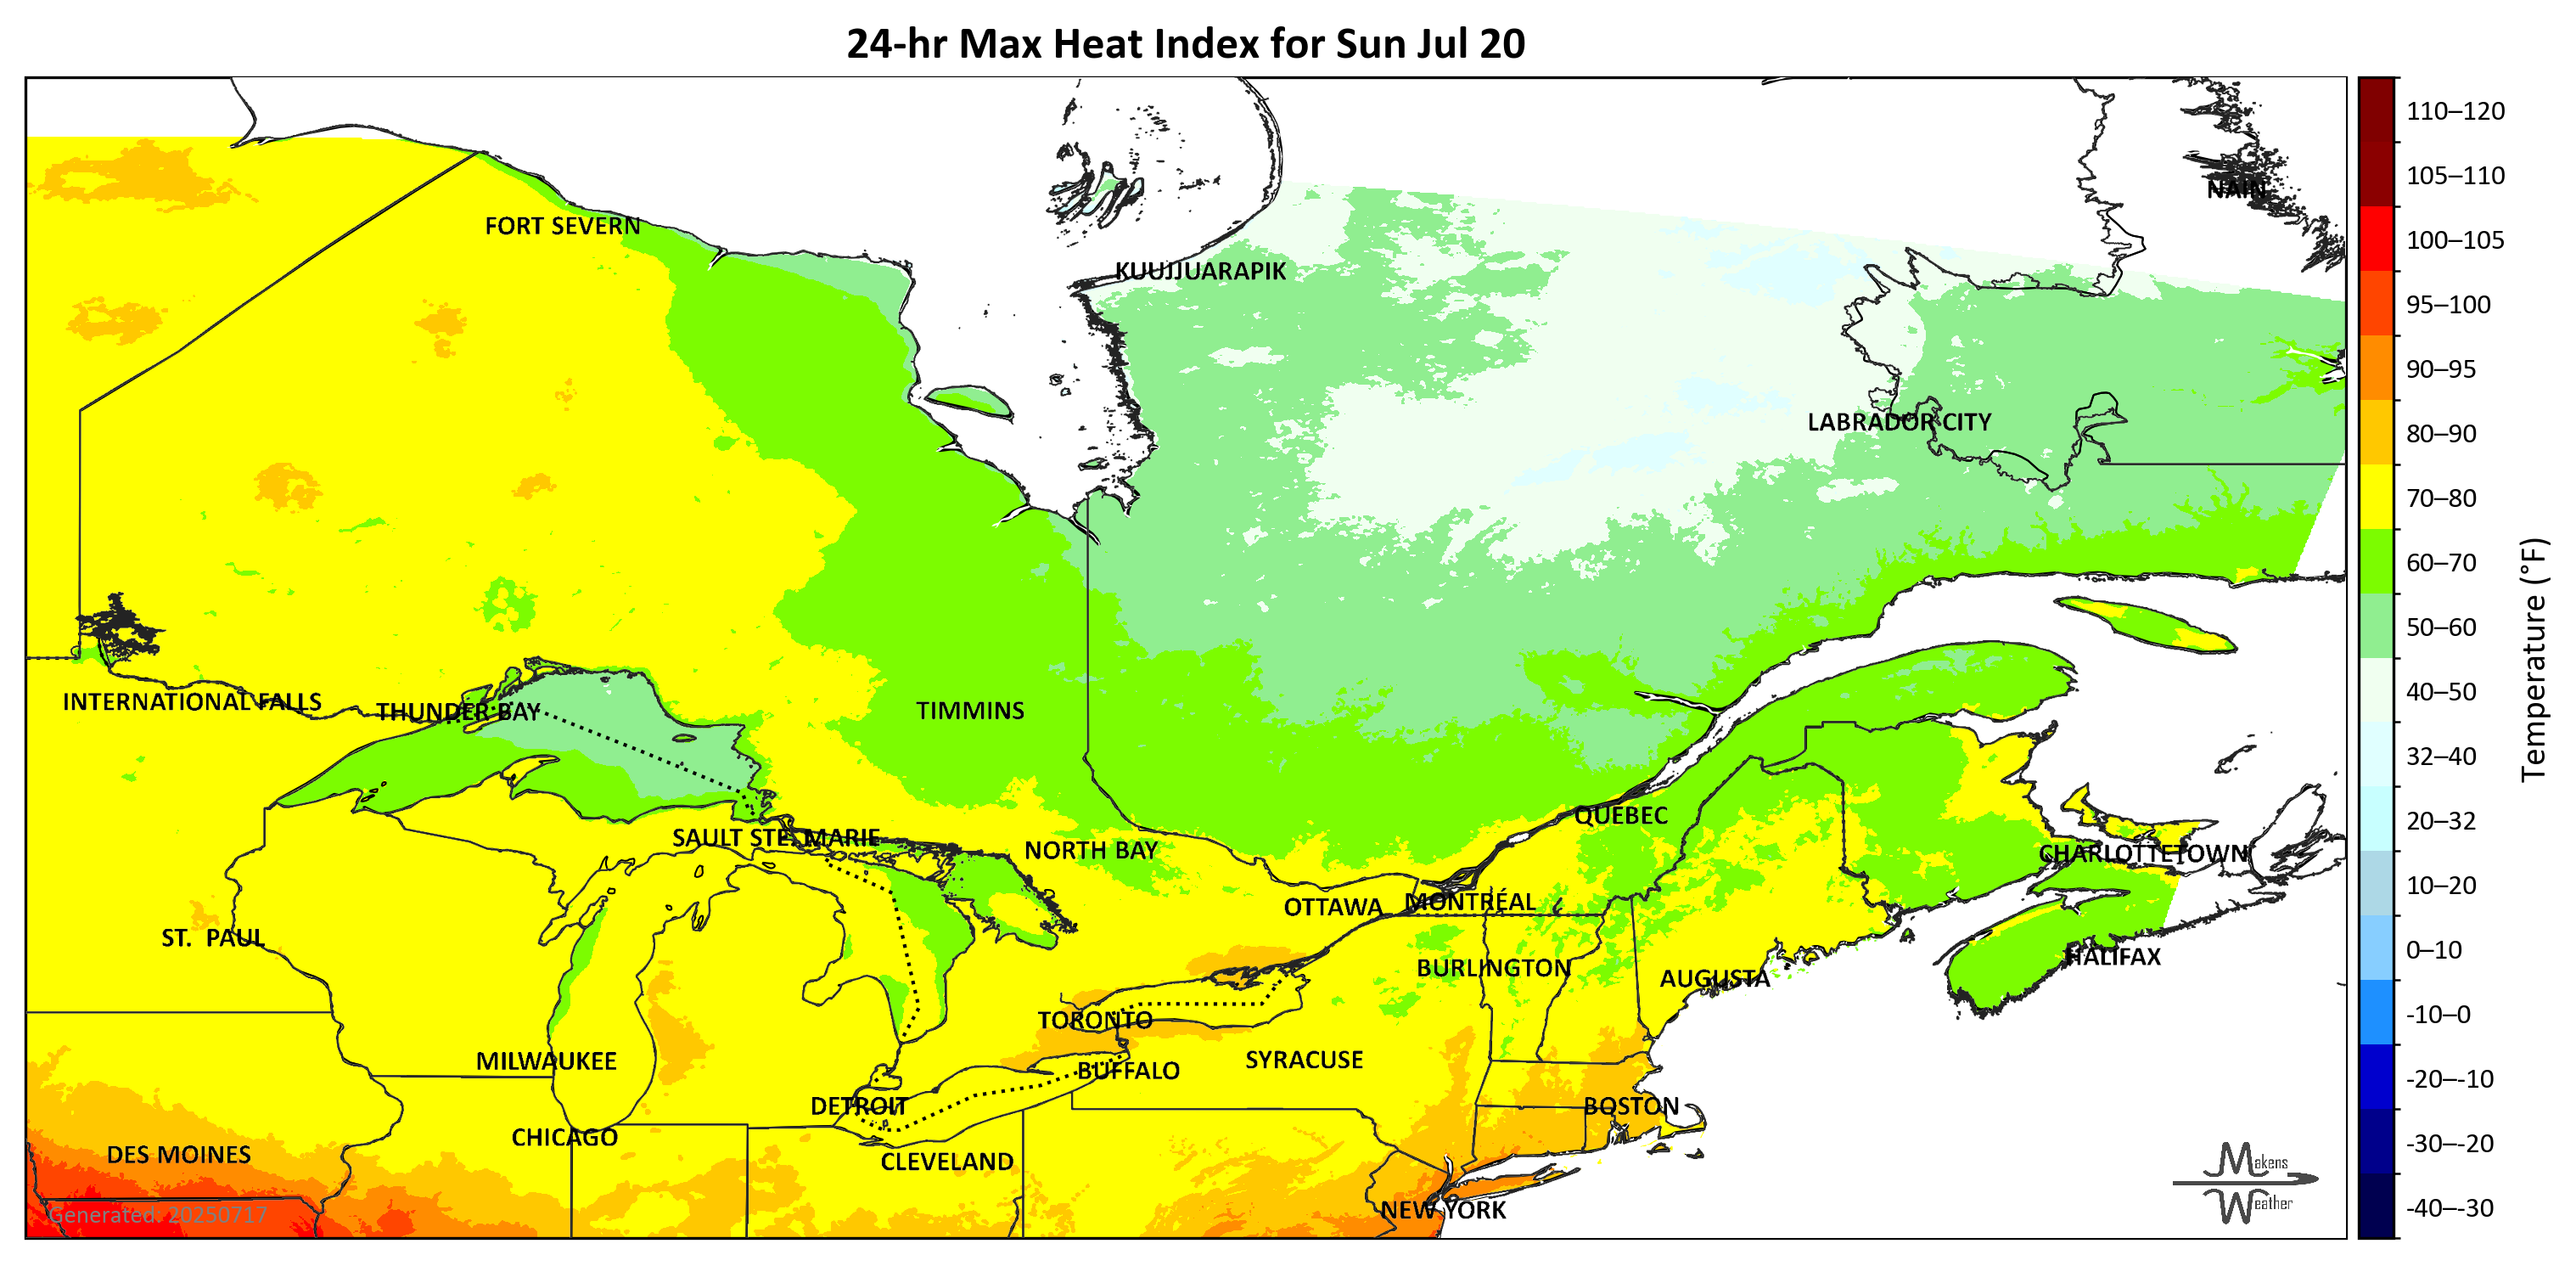 24-hr Max Heat Index for Sun Jul 20
NAIN
FORT SEVERN
KUUJJUARAPIK
LABRADOR CITY
INTERNATIONAL FALLS
THUNDER BAY
TIMMINS
QUEBEC
SAULT STE. MARIE
NORTH BAY
CHARLOTTETOWN
OTTAWA
MONTRÉAL
ST. PAUL
HALIFAX
BURLINGTON
AUGUSTA
TORONTO
MILWAUKEE
SYRACUSE
BUFFALO
DETROIT
BOSTON
CHICAGO
DES MOINES
CLEVELAND
NEW YORK
Generated: 20250717
Makens
Weather
110–120
105–110
100–105
95–100
90–95
80–90
70–80
60–70
50–60
40–50
32–40
20–32
10–20
0–10
-10–0
-20–-10
-30–-20
-40–-30
Temperature (°F)